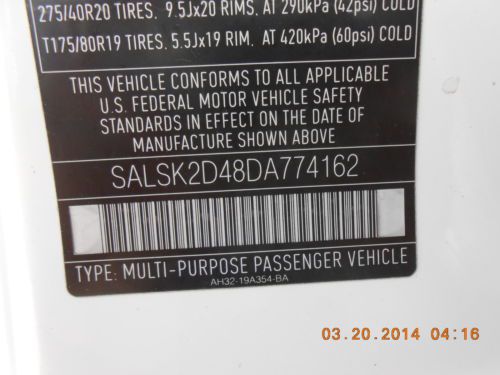 275/40R20 TIRES. 9.5Jx20 RIMS. AT 290kPa (42psi) COLD
T175/80R19 TIRES. 5.5Jx19 RIM. AT 420kPa (60psi) COLD
THIS VEHICLE CONFORMS TO ALL APPLICABLE
U.S. FEDERAL MOTOR VEHICLE SAFETY
STANDARDS IN EFFECT ON THE DATE OF
MANUFACTURE SHOWN ABOVE
SALSK2D48DA774162
TYPE: MULTI-PURPOSE PASSENGER VEHICLE
AH32-19A354-BA
03.20.2014 04:16